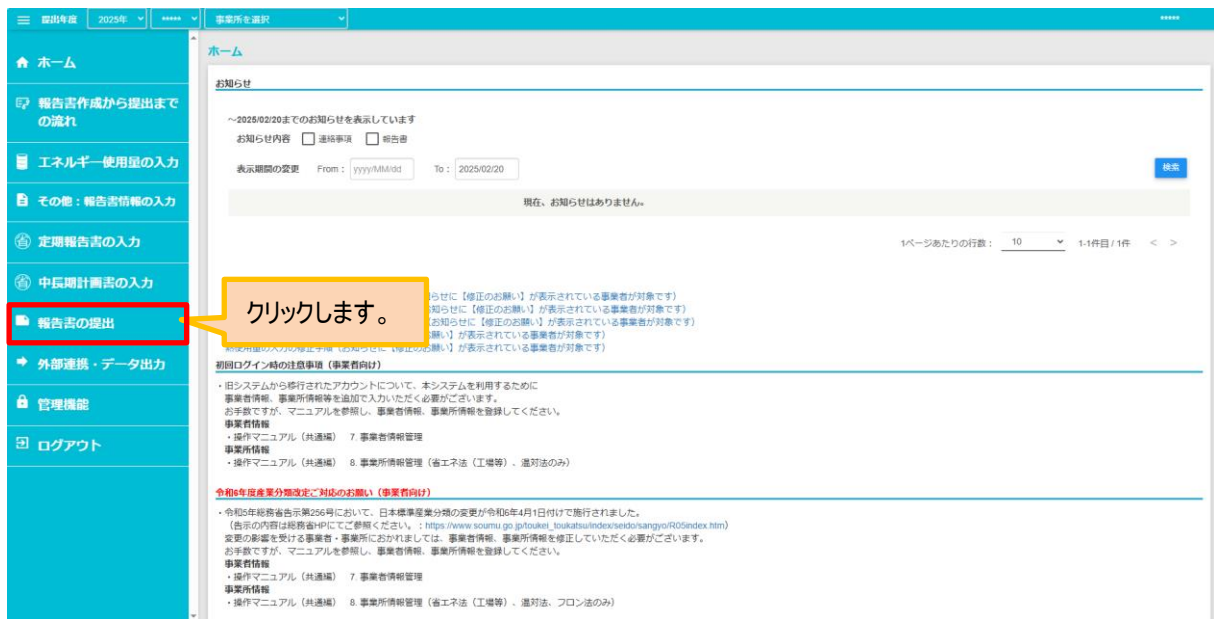 提出年度 2025年 ***** 事業所を選択 *****
ホーム
報告書作成から提出まで
の流れ
エネルギー使用量の入力
その他：報告書情報の入力
定期報告書の入力
中長期計画書の入力
報告書の提出
外部連携・データ出力
管理機能
ログアウト
ホーム
お知らせ
～2025/02/20までのお知らせを表示しています
お知らせ内容 連絡事項 報告書
表示期間の変更 From： yyyy/MM/dd To： 2025/02/20 検索
現在、お知らせはありません。
1ページあたりの行数： 10 1-1件目 / 1件 < >
クリックします。
らせに【修正のお願い】が表示されている事業者が対象です）
知らせに【修正のお願い】が表示されている事業者が対象です）
お知らせに【修正のお願い】が表示されている事業者が対象です）
願い】が表示されている事業者が対象です）
お願い】が表示されている事業者が対象です）
初回ログイン時の注意事項（事業者向け）
・旧システムから移行されたアカウントについて、本システムを利用するために
事業者情報、事業所情報等を追加で入力いただく必要がございます。
お手数ですが、マニュアルを参照し、事業者情報、事業所情報を登録してください。
事業者情報
・操作マニュアル（共通編） 7. 事業者情報管理
事業所情報
・操作マニュアル（共通編） 8. 事業所情報管理（省エネ法（工場等）、温対法のみ）
令和6年度産業分類改定ご対応のお願い（事業者向け）
・令和5年総務省告示第256号において、日本標準産業分類の変更が令和6年4月1日付けで施行されました。
（告示の内容は総務省HPにてご参照ください。：https://www.soumu.go.jp/toukei_toukatsu/index/seido/sangyo/R05index.htm）
変更の影響を受ける事業者・事業所におかれましては、事業者情報、事業所情報を修正していただく必要がございます。
お手数ですが、マニュアルを参照し、事業者情報、事業所情報を登録してください。
事業者情報
・操作マニュアル（共通編） 7. 事業者情報管理
事業所情報
・操作マニュアル（共通編） 8. 事業所情報管理（省エネ法（工場等）、温対法、フロン法のみ）